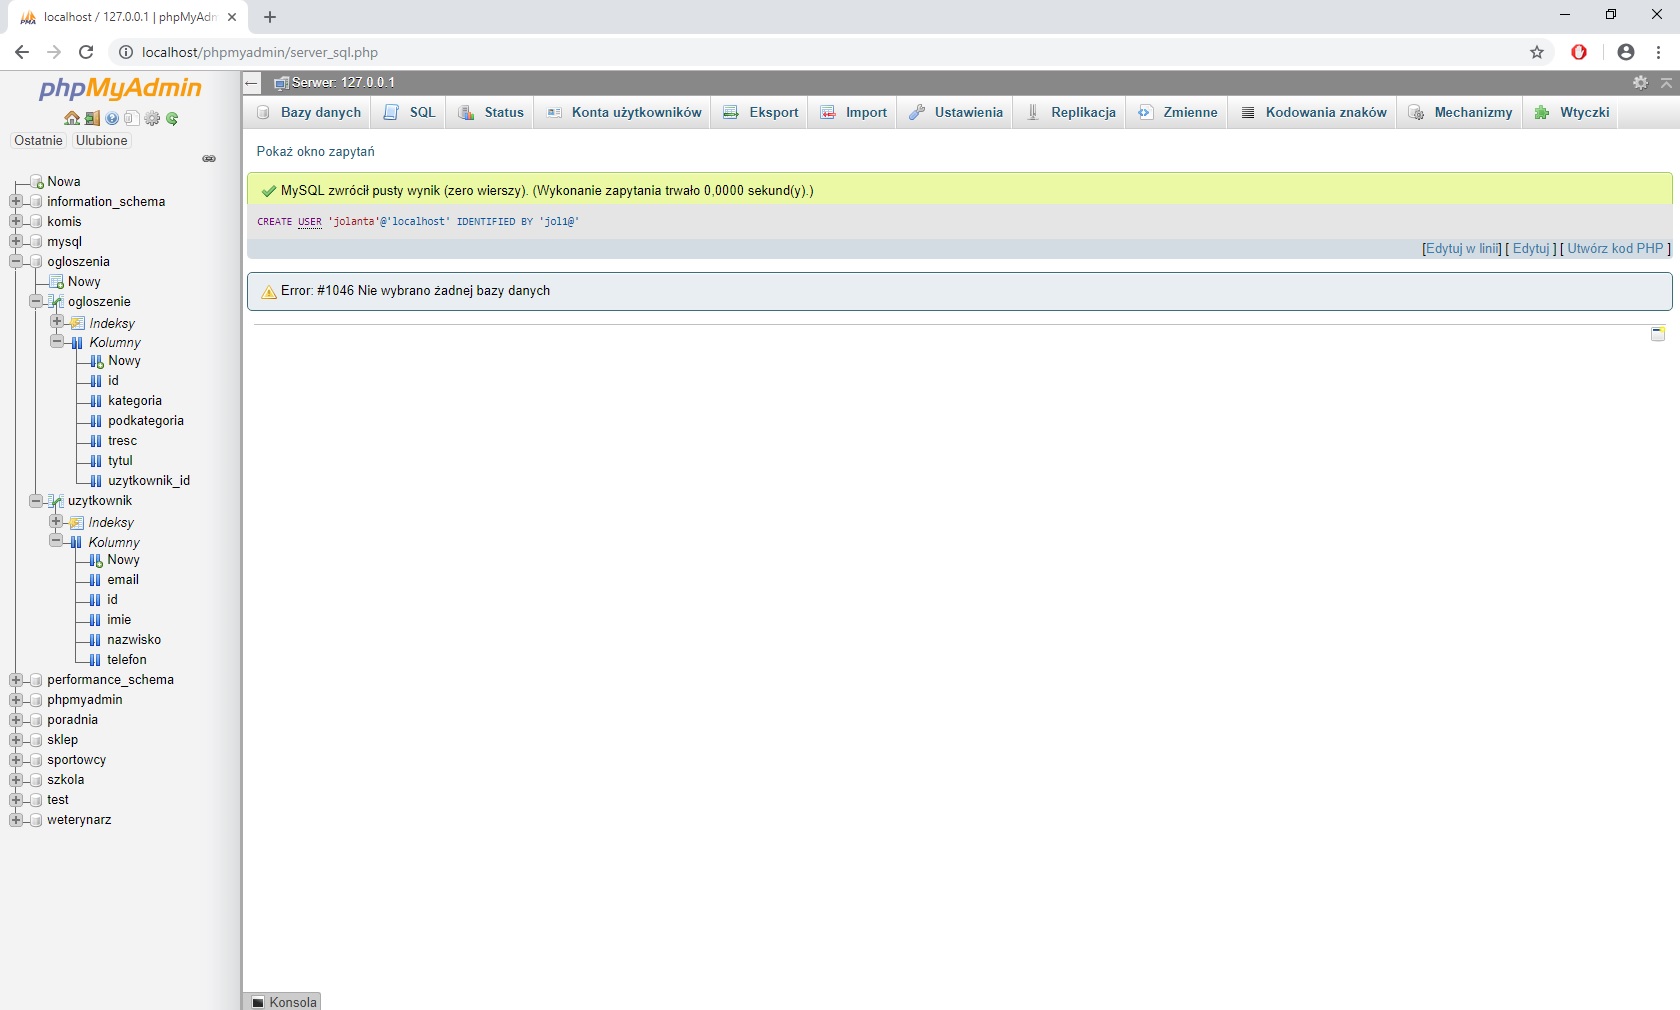 localhost / 127.0.0.1 | phpMyAdm
localhost/phpmyadmin/server_sql.php
phpMyAdmin
Ostatnie Ulubione
Nowa
information_schema
komis
mysql
ogloszenia
Nowy
ogloszenie
Indeksy
Kolumny
Nowy
id
kategoria
podkategoria
tresc
tytul
uzytkownik_id
uzytkownik
Indeksy
Kolumny
Nowy
email
id
imie
nazwisko
telefon
performance_schema
phpmyadmin
poradnia
sklep
sportowcy
szkola
test
weterynarz
Serwer: 127.0.0.1
Bazy danych SQL Status Konta użytkowników Eksport Import Ustawienia Replikacja Zmienne Kodowania znaków Mechanizmy Wtyczki
Pokaż okno zapytań
MySQL zwrócił pusty wynik (zero wierszy). (Wykonanie zapytania trwało 0,0000 sekund(y).)
CREATE USER 'jolanta'@'localhost' IDENTIFIED BY 'jol1@'
[Edytuj w linii] [ Edytuj ] [ Utwórz kod PHP ]
Error: #1046 Nie wybrano żadnej bazy danych
Konsola